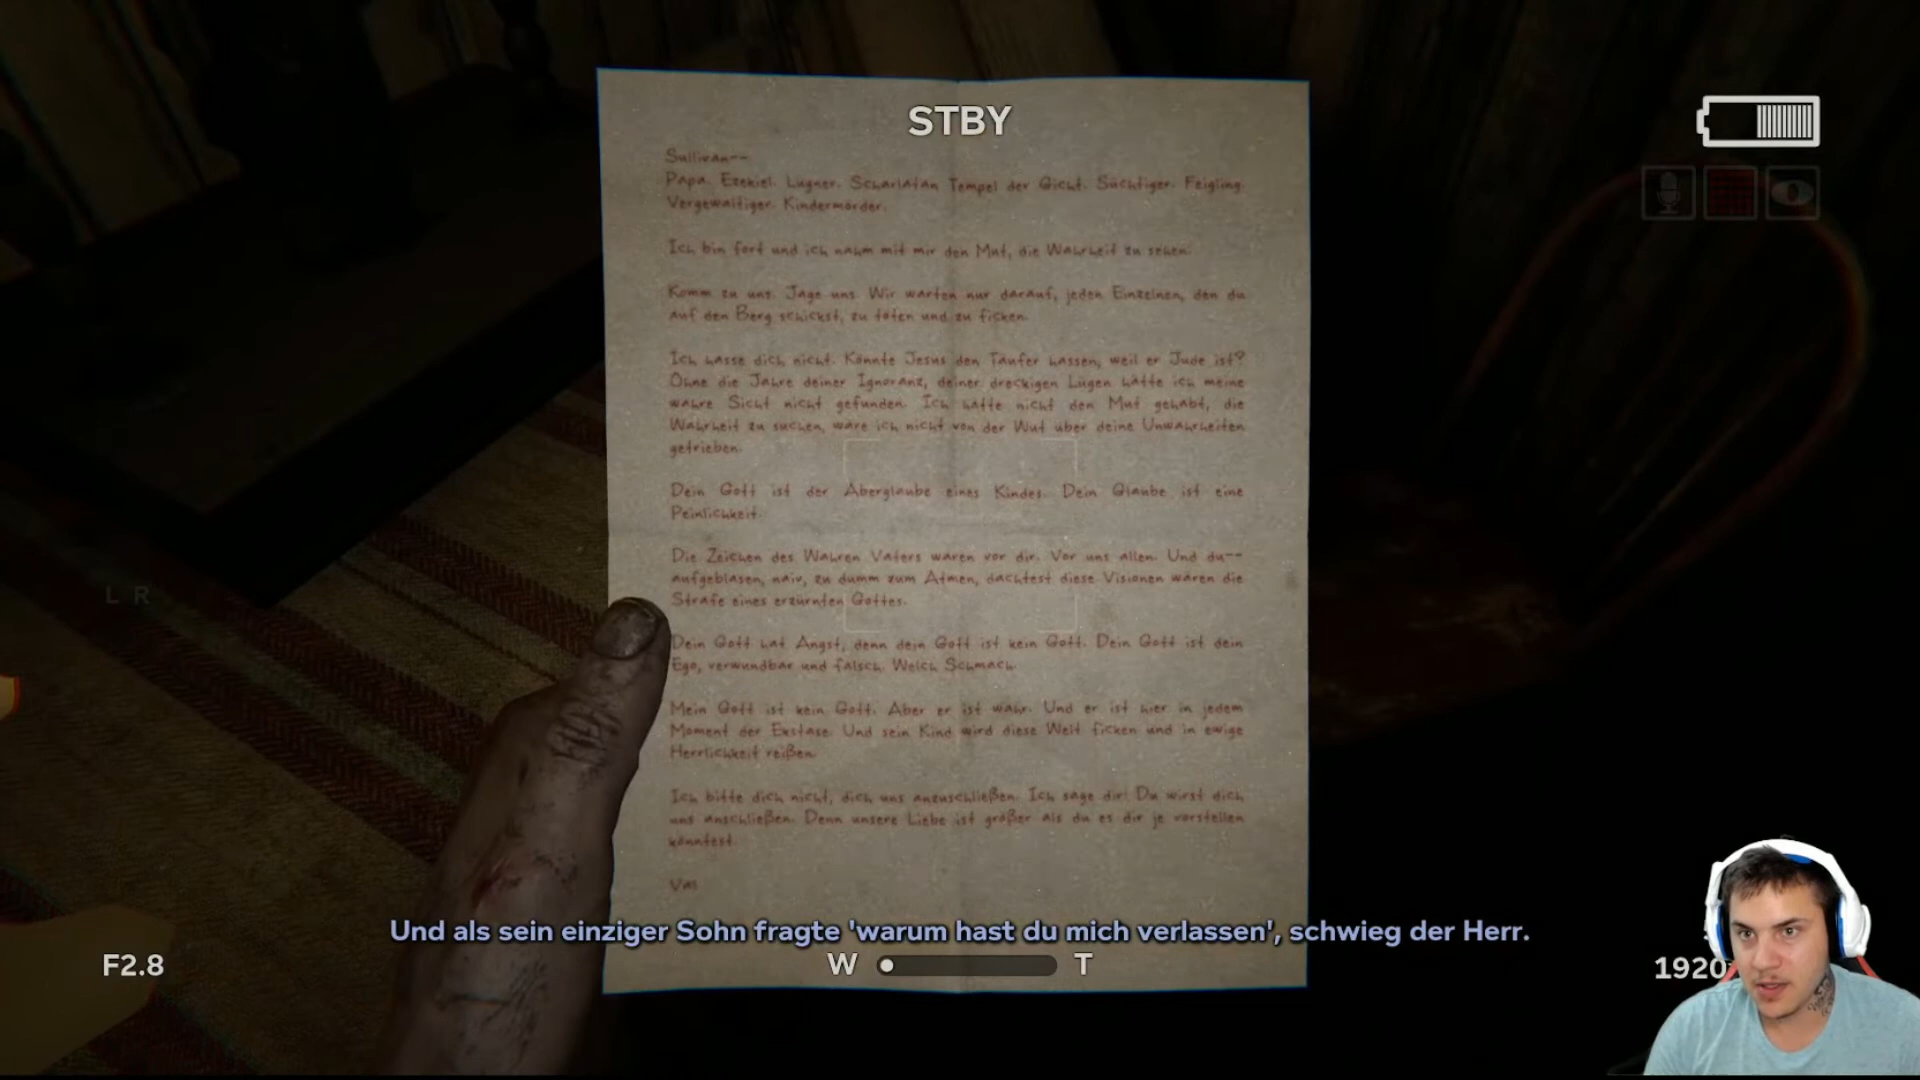 STBY
Sullivan--
Papa. Ezekiel. Lügner. Scharlatan Tempel der Gicht. Süchtiger. Feigling.
Vergewaltiger. Kindermörder.
Ich bin fort und ich nahm mit mir den Mut, die Wahrheit zu sehen.
Komm zu uns. Jage uns. Wir warten nur darauf, jeden Einzelnen, den du
auf den Berg schickst, zu töten und zu ficken.
Ich hasse dich nicht. Könnte Jesus den Täufer hassen, weil er Jude ist?
Ohne die Jahre deiner Ignoranz, deiner dreckigen Lügen hätte ich meine
wahre Sicht nicht gefunden. Ich hätte nicht den Mut gehabt, die
Wahrheit zu suchen, wäre ich nicht von der Wut über deine Unwahrheiten
getrieben.
Dein Gott ist der Aberglaube eines Kindes. Dein Glaube ist eine
Peinlichkeit.
Die Zeichen des Wahren Vaters waren vor dir. Vor uns allen. Und du--
aufgeblasen, naiv, zu dumm zum Atmen, dachtest diese Visionen wären die
Strafe eines erzürnten Gottes.
L R
Dein Gott hat Angst, denn dein Gott ist kein Gott. Dein Gott ist dein
Ego, verwundbar und falsch. Welch Schmach.
Mein Gott ist kein Gott. Aber er ist wahr. Und er ist hier in jedem
Moment der Ekstase. Und sein Kind wird diese Welt ficken und in ewige
Herrlichkeit reißen.
Ich bitte dich nicht, dich uns anzuschließen. Ich sage dir: Du wirst dich
uns anschließen. Denn unsere Liebe ist größer als du es dir je vorstellen
könntest.
Val
Und als sein einziger Sohn fragte 'warum hast du mich verlassen', schwieg der Herr.
F2.8
W T
1920